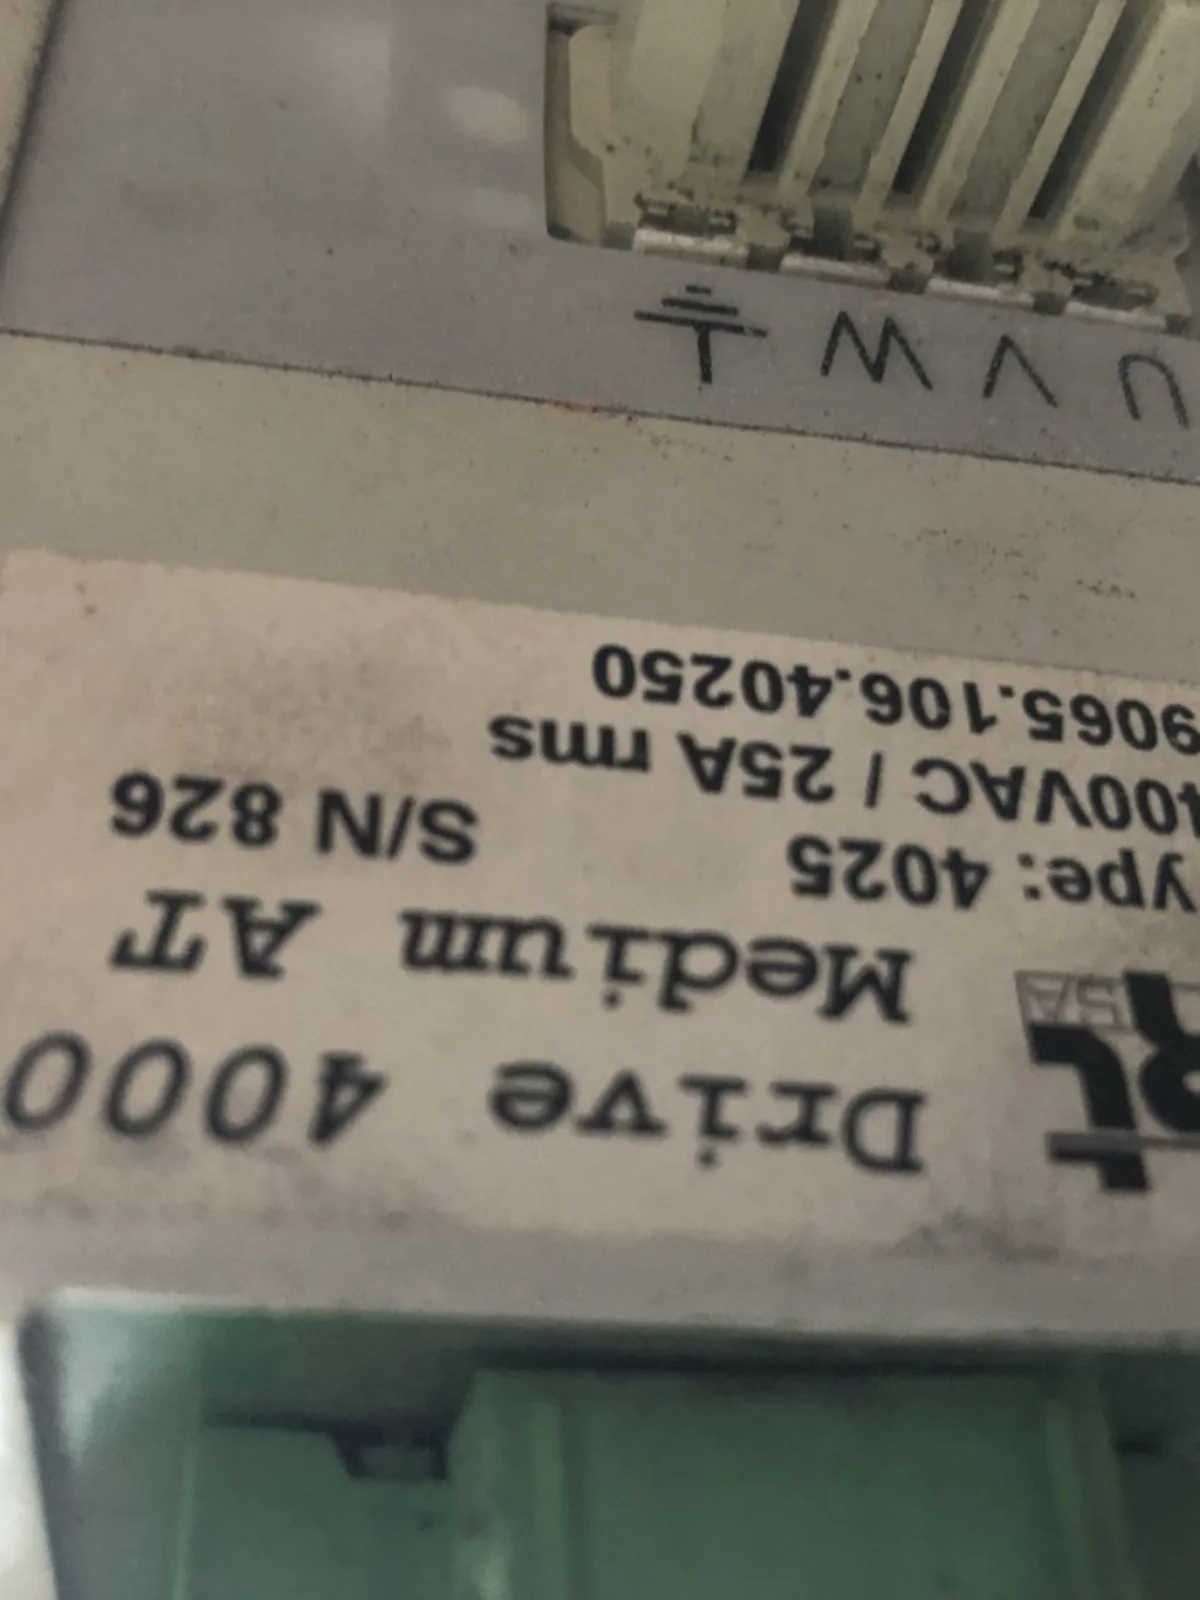 Drive 4000
Medium AT
ype: 4025 S/N 826
400VAC / 25A rms
9065.106.40250
U V W